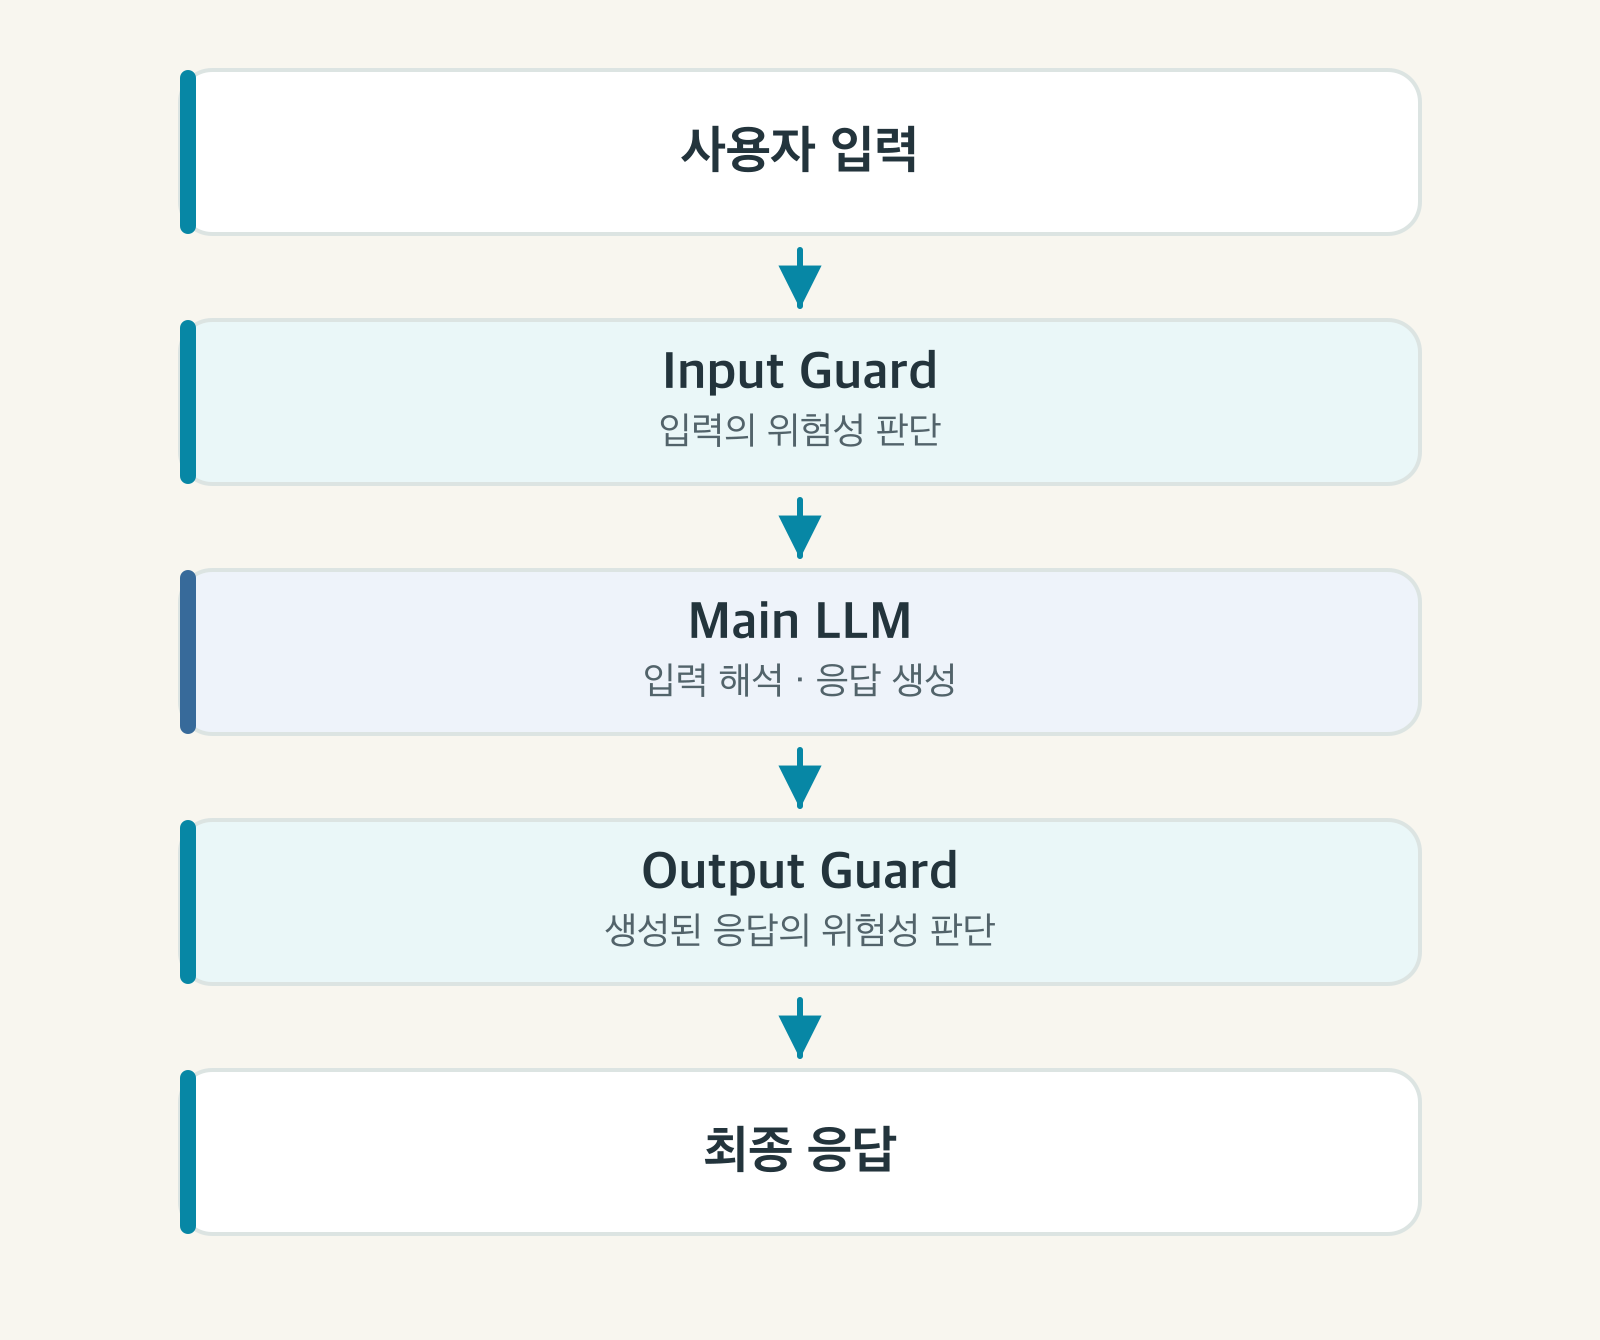 사용자 입력
Input Guard
입력의 위험성 판단
Main LLM
입력 해석 · 응답 생성
Output Guard
생성된 응답의 위험성 판단
최종 응답